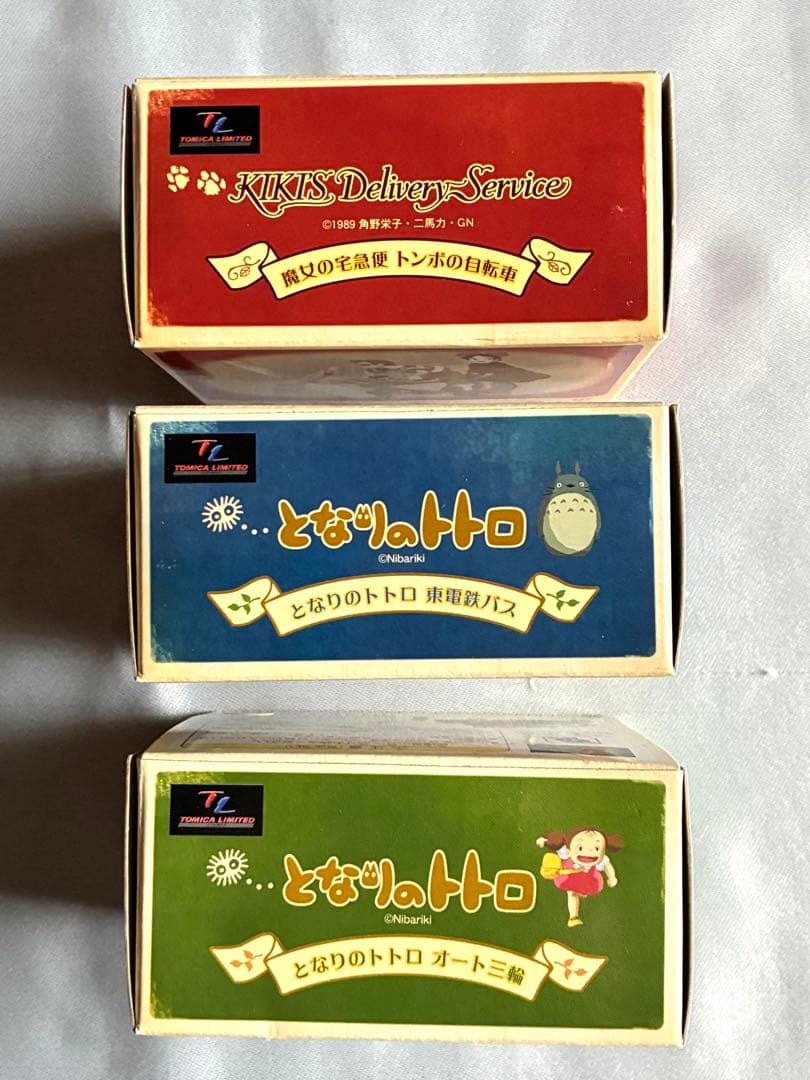 TL
TOMICA LIMITED
KIKI'S Delivery Service
©1989 角野栄子・二馬力・GN
魔女の宅急便 トンボの自転車
TL
TOMICA LIMITED
となりのトトロ
©Nibariki
となりのトトロ 東電鉄バス
TL
TOMICA LIMITED
となりのトトロ
©Nibariki
となりのトトロ オート三輪